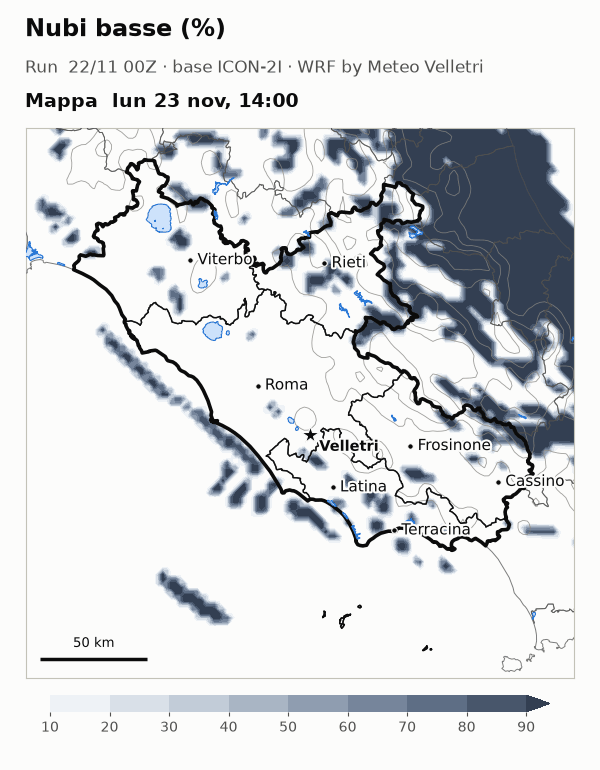 Nubi basse (%)
Run  22/11 00Z · base ICON-2I · WRF by Meteo Velletri
Mappa  lun 23 nov, 14:00
Viterbo
Rieti
Roma
Velletri
Frosinone
Cassino
Latina
Terracina
50 km
10 20 30 40 50 60 70 80 90